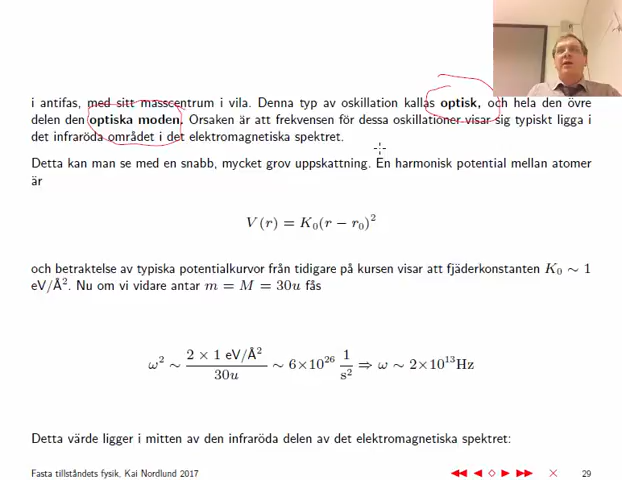 i antifas, med sitt masscentrum i vila. Denna typ av oskillation kallas optisk, och hela den övre
delen den optiska moden. Orsaken är att frekvensen för dessa oskillationer visar sig typiskt ligga i
det infraröda området i det elektromagnetiska spektret.
Detta kan man se med en snabb, mycket grov uppskattning. En harmonisk potential mellan atomer
är
V(r) = K₀(r − r₀)²
och betraktelse av typiska potentialkurvor från tidigare på kursen visar att fjäderkonstanten K₀ ∼ 1
eV/Å². Nu om vi vidare antar m = M = 30u fås
ω² ∼ 2 × 1 eV/Å² / 30u ∼ 6×10²⁶ 1/s² ⇒ ω ∼ 2×10¹³Hz
Detta värde ligger i mitten av den infraröda delen av det elektromagnetiska spektret:
Fasta tillståndets fysik, Kai Nordlund 2017 29